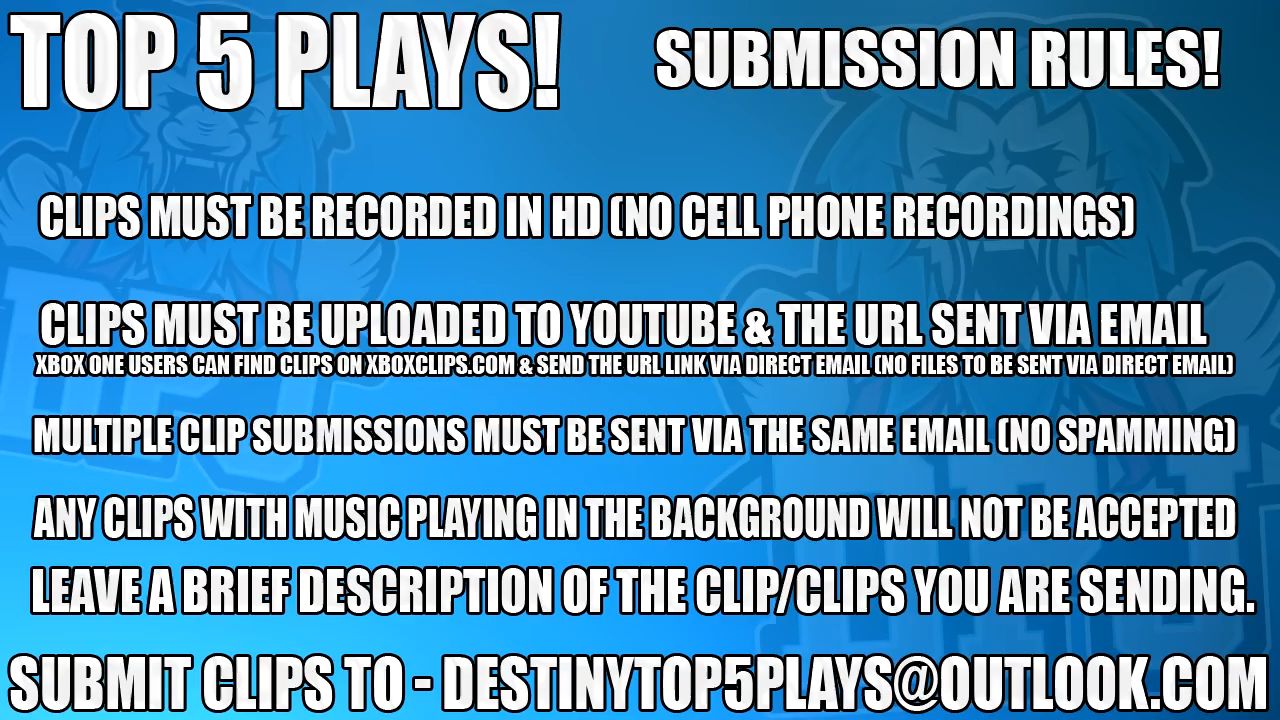 TOP 5 PLAYS!
SUBMISSION RULES!
CLIPS MUST BE RECORDED IN HD (NO CELL PHONE RECORDINGS)
CLIPS MUST BE UPLOADED TO YOUTUBE & THE URL SENT VIA EMAIL
XBOX ONE USERS CAN FIND CLIPS ON XBOXCLIPS.COM & SEND THE URL LINK VIA DIRECT EMAIL (NO FILES TO BE SENT VIA DIRECT EMAIL)
MULTIPLE CLIP SUBMISSIONS MUST BE SENT VIA THE SAME EMAIL (NO SPAMMING)
ANY CLIPS WITH MUSIC PLAYING IN THE BACKGROUND WILL NOT BE ACCEPTED
LEAVE A BRIEF DESCRIPTION OF THE CLIP/CLIPS YOU ARE SENDING.
SUBMIT CLIPS TO - DESTINYTOP5PLAYS@OUTLOOK.COM